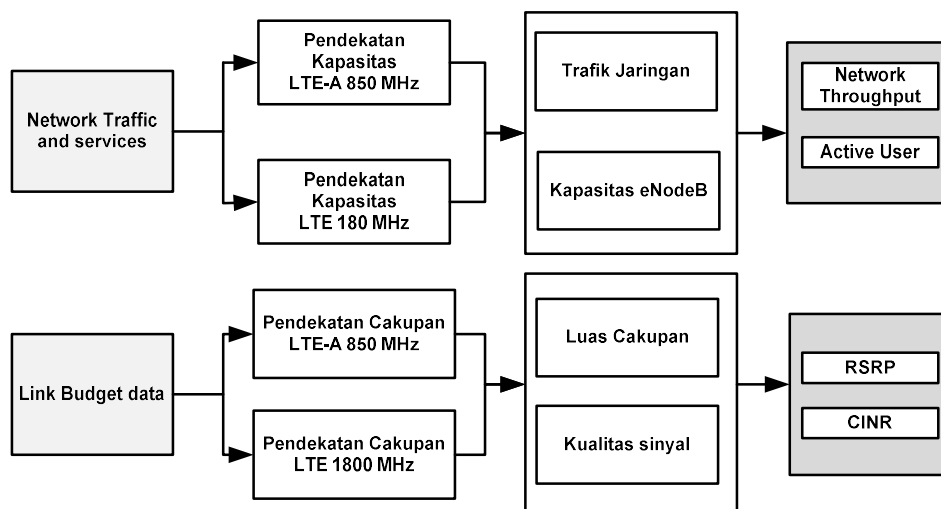 Network Traffic
and services
Pendekatan
Kapasitas
LTE-A 850 MHz
Pendekatan
Kapasitas
LTE 180 MHz
Trafik Jaringan
Kapasitas eNodeB
Network
Throughput
Active User
Link Budget data
Pendekatan Cakupan
LTE-A 850 MHz
Pendekatan Cakupan
LTE 1800 MHz
Luas Cakupan
Kualitas sinyal
RSRP
CINR